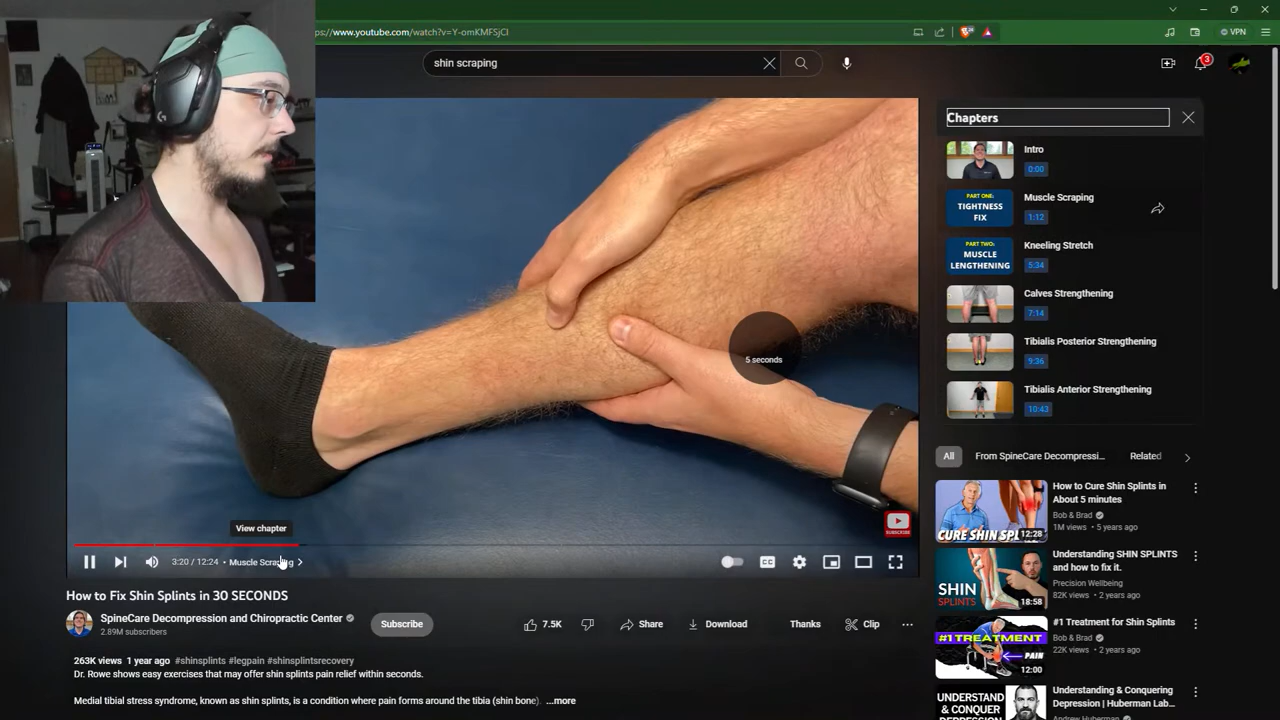 ps://www.youtube.com/watch?v=Y-omKMFSjCI
VPN
shin scraping
3
Chapters
Intro
0:00
PART ONE:
TIGHTNESS
FIX
Muscle Scraping
1:12
PART TWO:
MUSCLE
LENGTHENING
Kneeling Stretch
5:34
Calves Strengthening
7:14
Tibialis Posterior Strengthening
9:36
Tibialis Anterior Strengthening
10:43
5 seconds
SUBSCRIBE
View chapter
3:20 / 12:24 • Muscle Scraping
CC
All
From SpineCare Decompressi...
Related
How to Fix Shin Splints in 30 SECONDS
SpineCare Decompression and Chiropractic Center
2.89M subscribers
Subscribe
7.5K
Share
Download
Thanks
Clip
263K views 1 year ago #shinsplints #legpain #shinsplintsrecovery
Dr. Rowe shows easy exercises that may offer shin splints pain relief within seconds.
Medial tibial stress syndrome, known as shin splints, is a condition where pain forms around the tibia (shin bone). ...more
CURE SHIN SPLINTS
12:28
How to Cure Shin Splints in
About 5 minutes
Bob & Brad
1M views • 5 years ago
SHIN
SPLINTS
18:58
Understanding SHIN SPLINTS
and how to fix it.
Precision Wellbeing
82K views • 2 years ago
#1 TREATMENT
PAIN
12:00
#1 Treatment for Shin Splints
Bob & Brad
22K views • 2 years ago
UNDERSTAND
& CONQUER
DEPRESSION
Understanding & Conquering
Depression | Huberman Lab...
Andrew Huberman